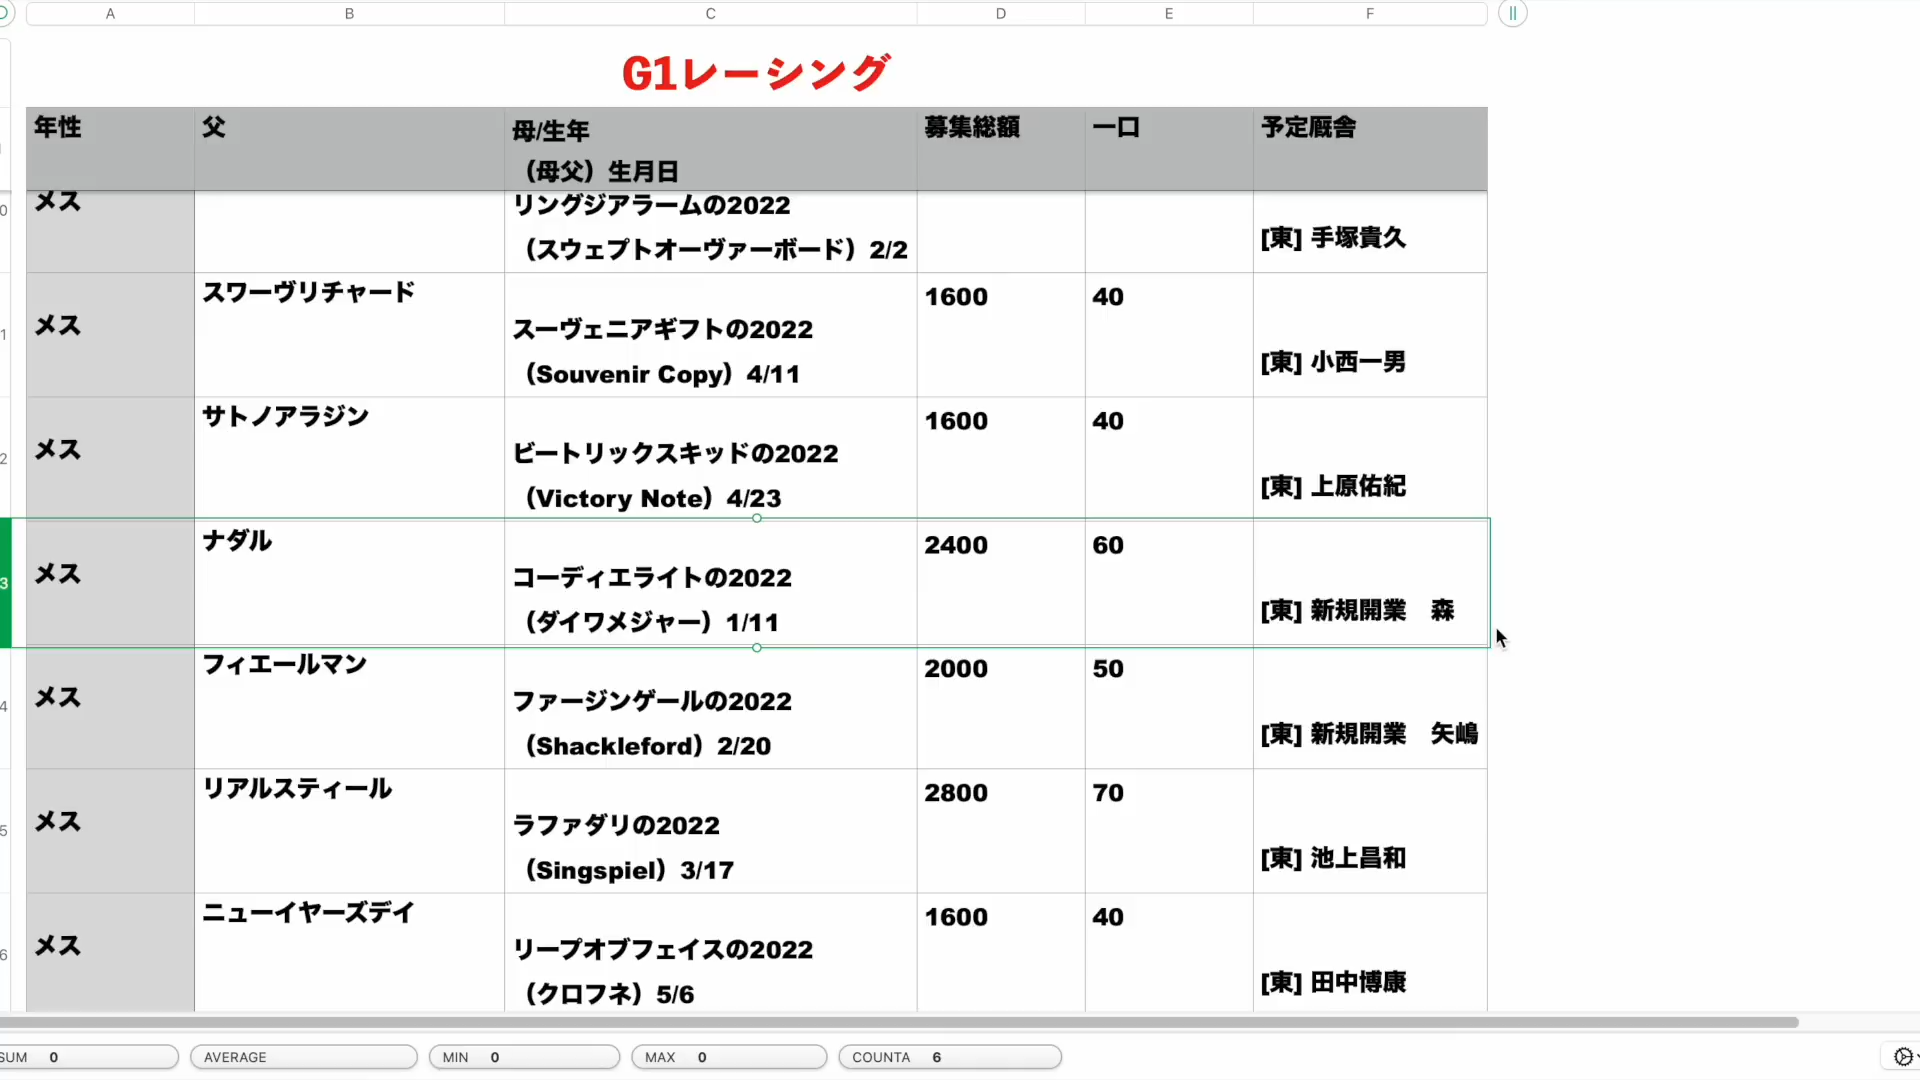 A B C D E F
G1レーシング
年性 父 母/生年 募集総額 一口 予定厩舎
（母父）生月日
メス リングジアラームの2022
（スウェプトオーヴァーボード）2/2 [東] 手塚貴久
スワーヴリチャード 1600 40
メス スーヴェニアギフトの2022
（Souvenir Copy）4/11 [東] 小西一男
サトノアラジン 1600 40
メス ビートリックスキッドの2022
（Victory Note）4/23 [東] 上原佑紀
ナダル 2400 60
メス コーディエライトの2022
（ダイワメジャー）1/11 [東] 新規開業　森
フィエールマン 2000 50
メス ファージンゲールの2022
（Shackleford）2/20 [東] 新規開業　矢嶋
リアルスティール 2800 70
メス ラファダリの2022
（Singspiel）3/17 [東] 池上昌和
ニューイヤーズデイ 1600 40
メス リープオブフェイスの2022
（クロフネ）5/6 [東] 田中博康
SUM 0 AVERAGE MIN 0 MAX 0 COUNTA 6